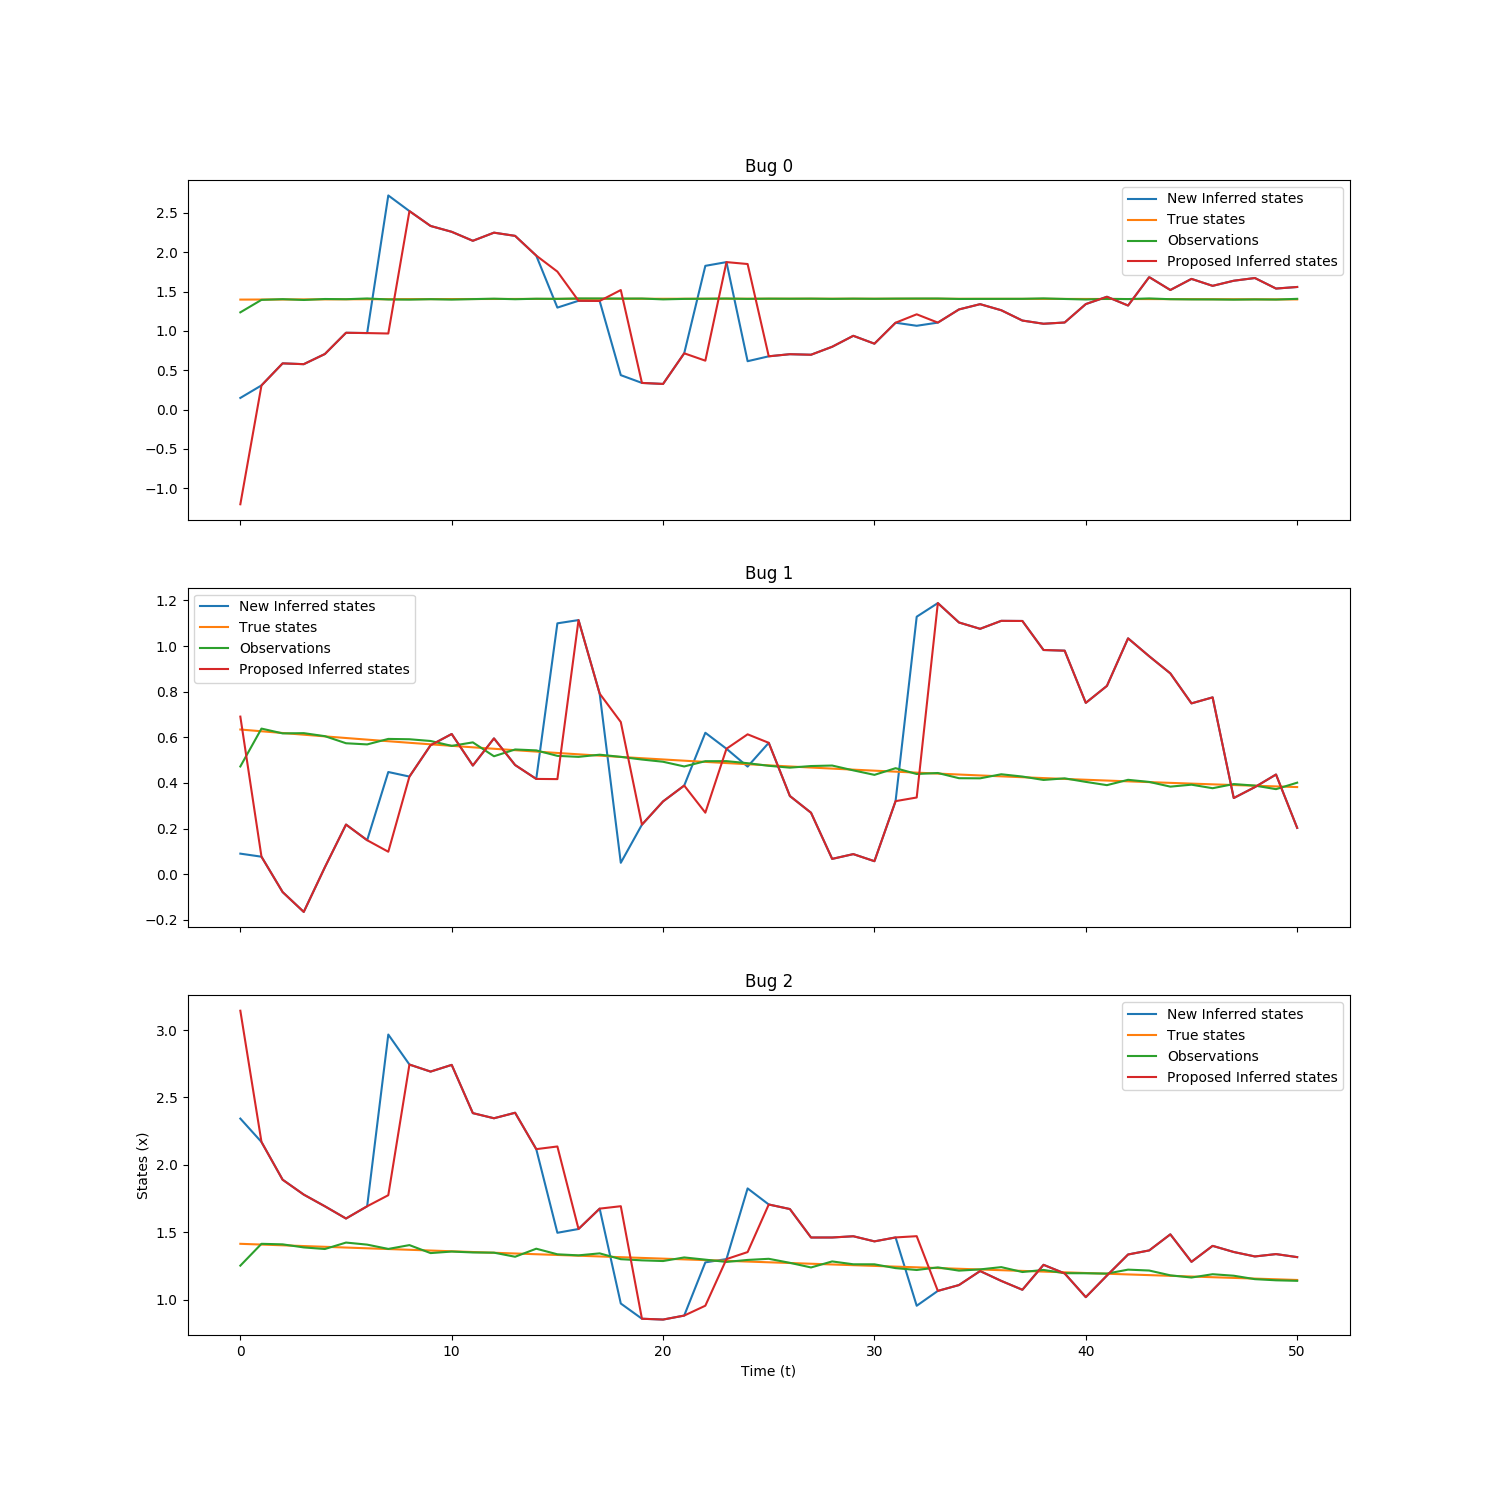 Bug 0
2.5
2.0
1.5
1.0
0.5
0.0
−0.5
−1.0
New Inferred states
True states
Observations
Proposed Inferred states
Bug 1
1.2
1.0
0.8
0.6
0.4
0.2
0.0
−0.2
New Inferred states
True states
Observations
Proposed Inferred states
Bug 2
3.0
2.5
2.0
1.5
1.0
States (x)
New Inferred states
True states
Observations
Proposed Inferred states
0 10 20 30 40 50
Time (t)